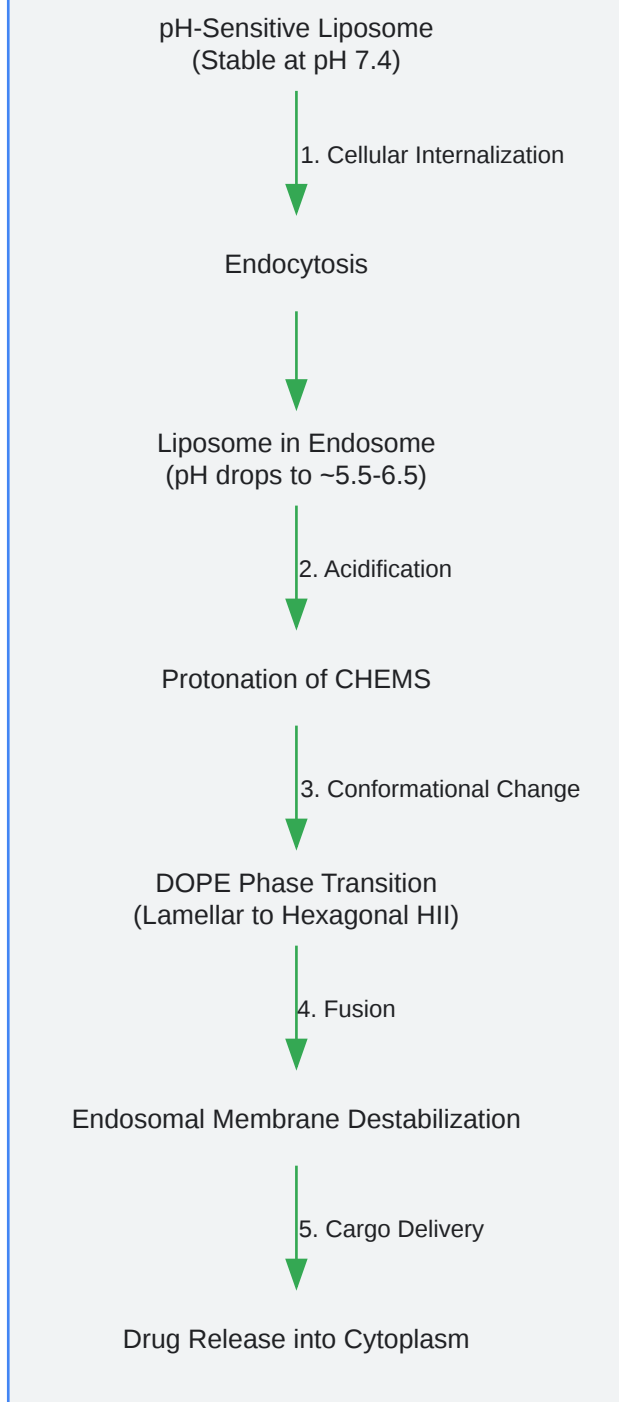 pH-Sensitive Liposome
(Stable at pH 7.4)
1. Cellular Internalization
Endocytosis
Liposome in Endosome
(pH drops to ~5.5-6.5)
2. Acidification
Protonation of CHEMS
3. Conformational Change
DOPE Phase Transition
(Lamellar to Hexagonal HII)
4. Fusion
Endosomal Membrane Destabilization
5. Cargo Delivery
Drug Release into Cytoplasm